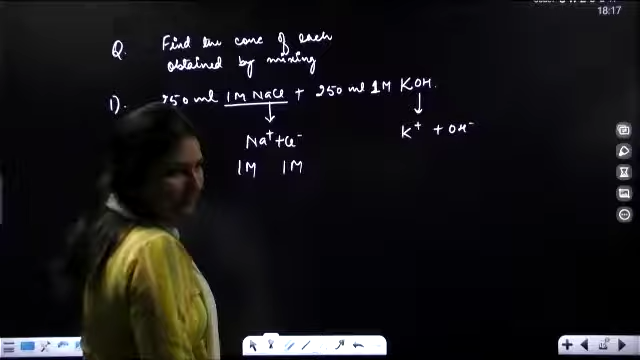 18:17
Q. Find the conc of each
obtained by mixing
1). 250 ml 1M NaCl + 250 ml 1M KOH.
Na⁺ + Cl⁻ K⁺ + OH⁻
1M 1M